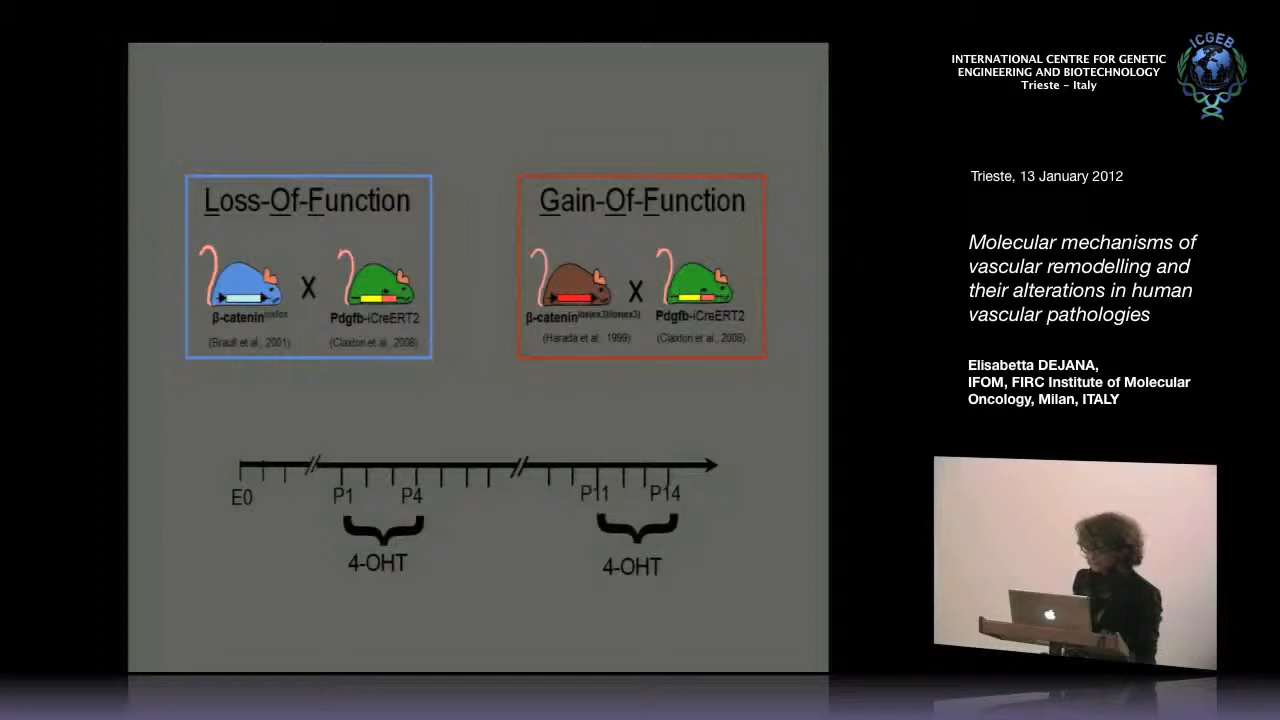 Loss-Of-Function
X
β-catenin
Pdgfb-iCreERT2
(Brault et al., 2001)
(Claxton et al., 2008)
Gain-Of-Function
X
β-catenin lox(ex3)/lox(ex3)
Pdgfb-iCreERT2
(Harada et al., 1999)
(Claxton et al., 2008)
E0
P1
P4
P11
P14
4-OHT
4-OHT
INTERNATIONAL CENTRE FOR GENETIC
ENGINEERING AND BIOTECHNOLOGY
Trieste – Italy
ICGEB
Trieste, 13 January 2012
Molecular mechanisms of
vascular remodelling and
their alterations in human
vascular pathologies
Elisabetta DEJANA,
IFOM, FIRC Institute of Molecular
Oncology, Milan, ITALY